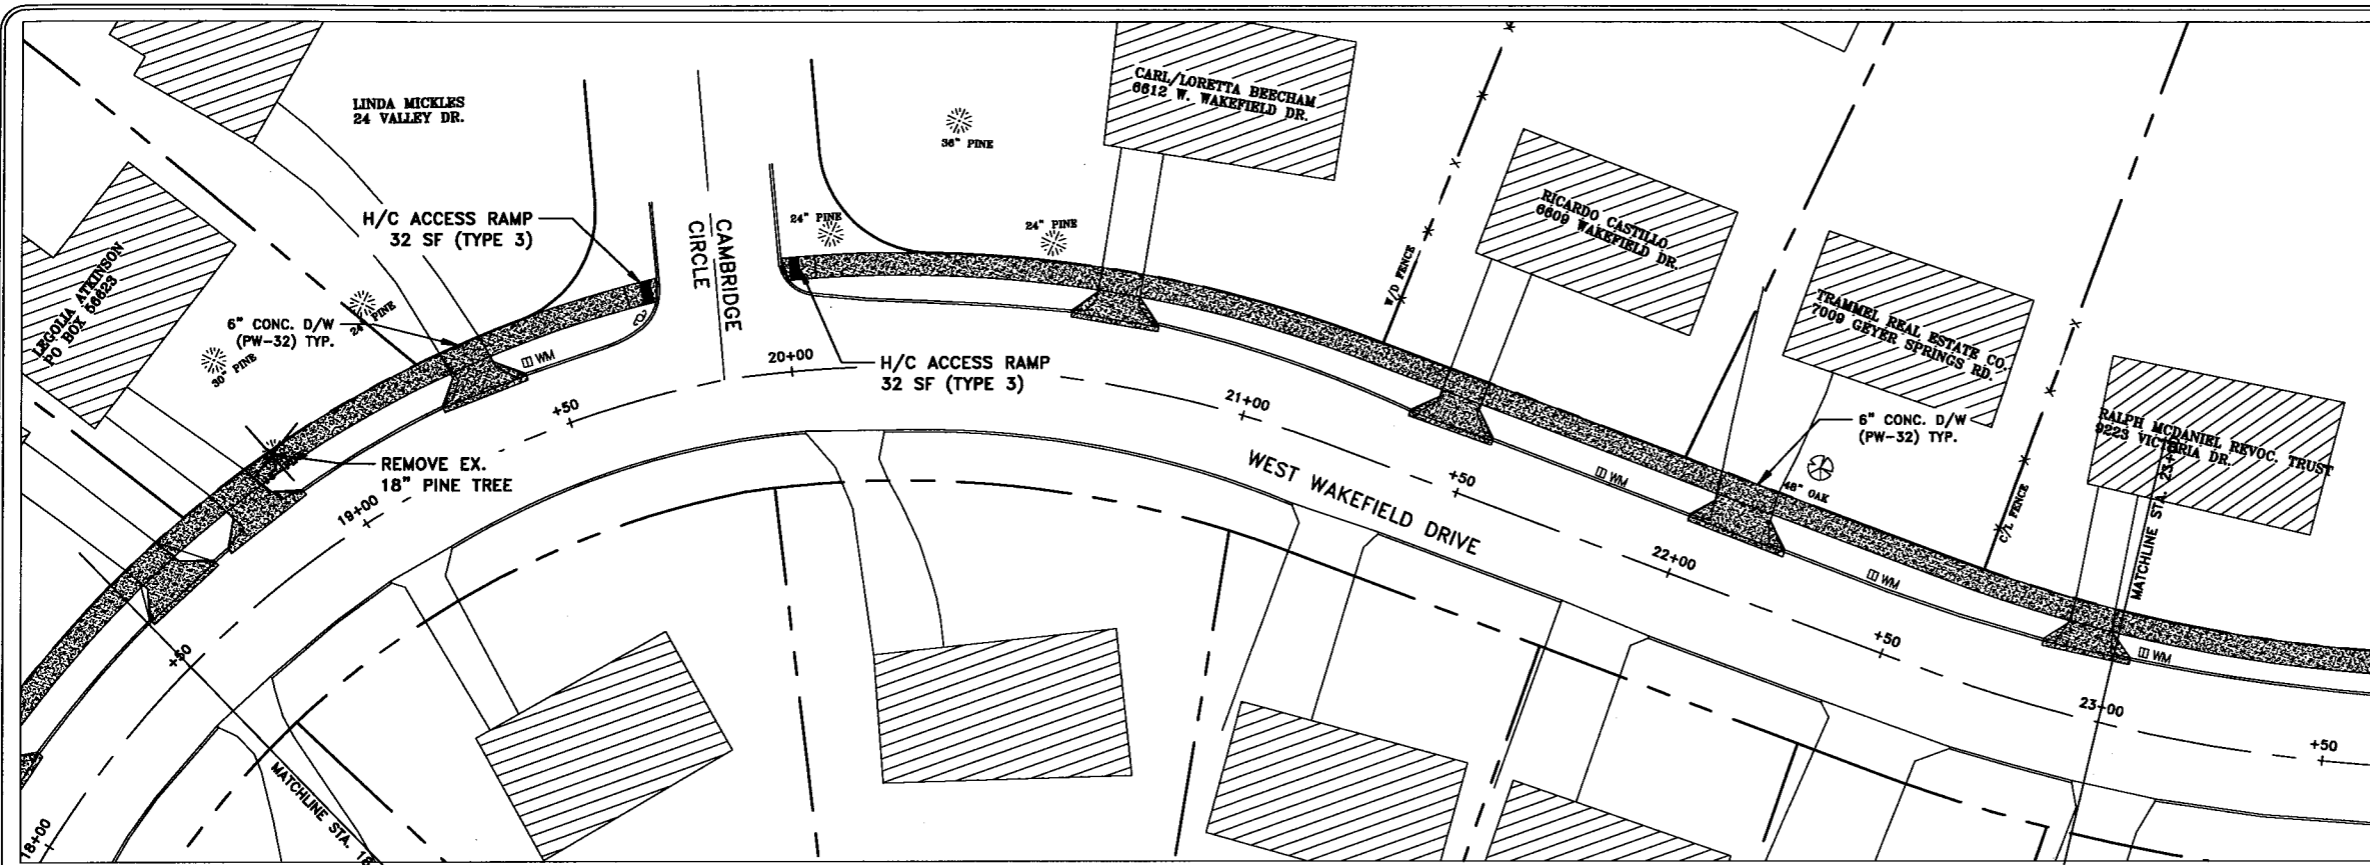 LINDA MICKLES
24 VALLEY DR.
CARL/LORETTA BEECHAM
6612 W. WAKEFIELD DR.
36" PINE
H/C ACCESS RAMP
32 SF (TYPE 3)
24" PINE
24" PINE
CAMBRIDGE
CIRCLE
RICARDO CASTILLO
6609 WAKEFIELD DR.
W/D FENCE
LEGOLIA ATKINSON
PO BOX 56623
24" PINE
30" PINE
6" CONC. D/W
(PW-32) TYP.
WM
TRAMMEL REAL ESTATE CO.
7009 GEYER SPRINGS RD.
20+00
H/C ACCESS RAMP
32 SF (TYPE 3)
+50
21+00
6" CONC. D/W
(PW-32) TYP.
RALPH MCDANIEL REVOC. TRUST
9223 VICTORIA DR.
REMOVE EX.
18" PINE TREE
19+00
WEST WAKEFIELD DRIVE
+50
WM
48" OAK
C/L FENCE
MATCHLINE STA. 23+
22+00
WM
+50
+50
WM
23+00
+50
MATCHLINE STA. 18
18+00